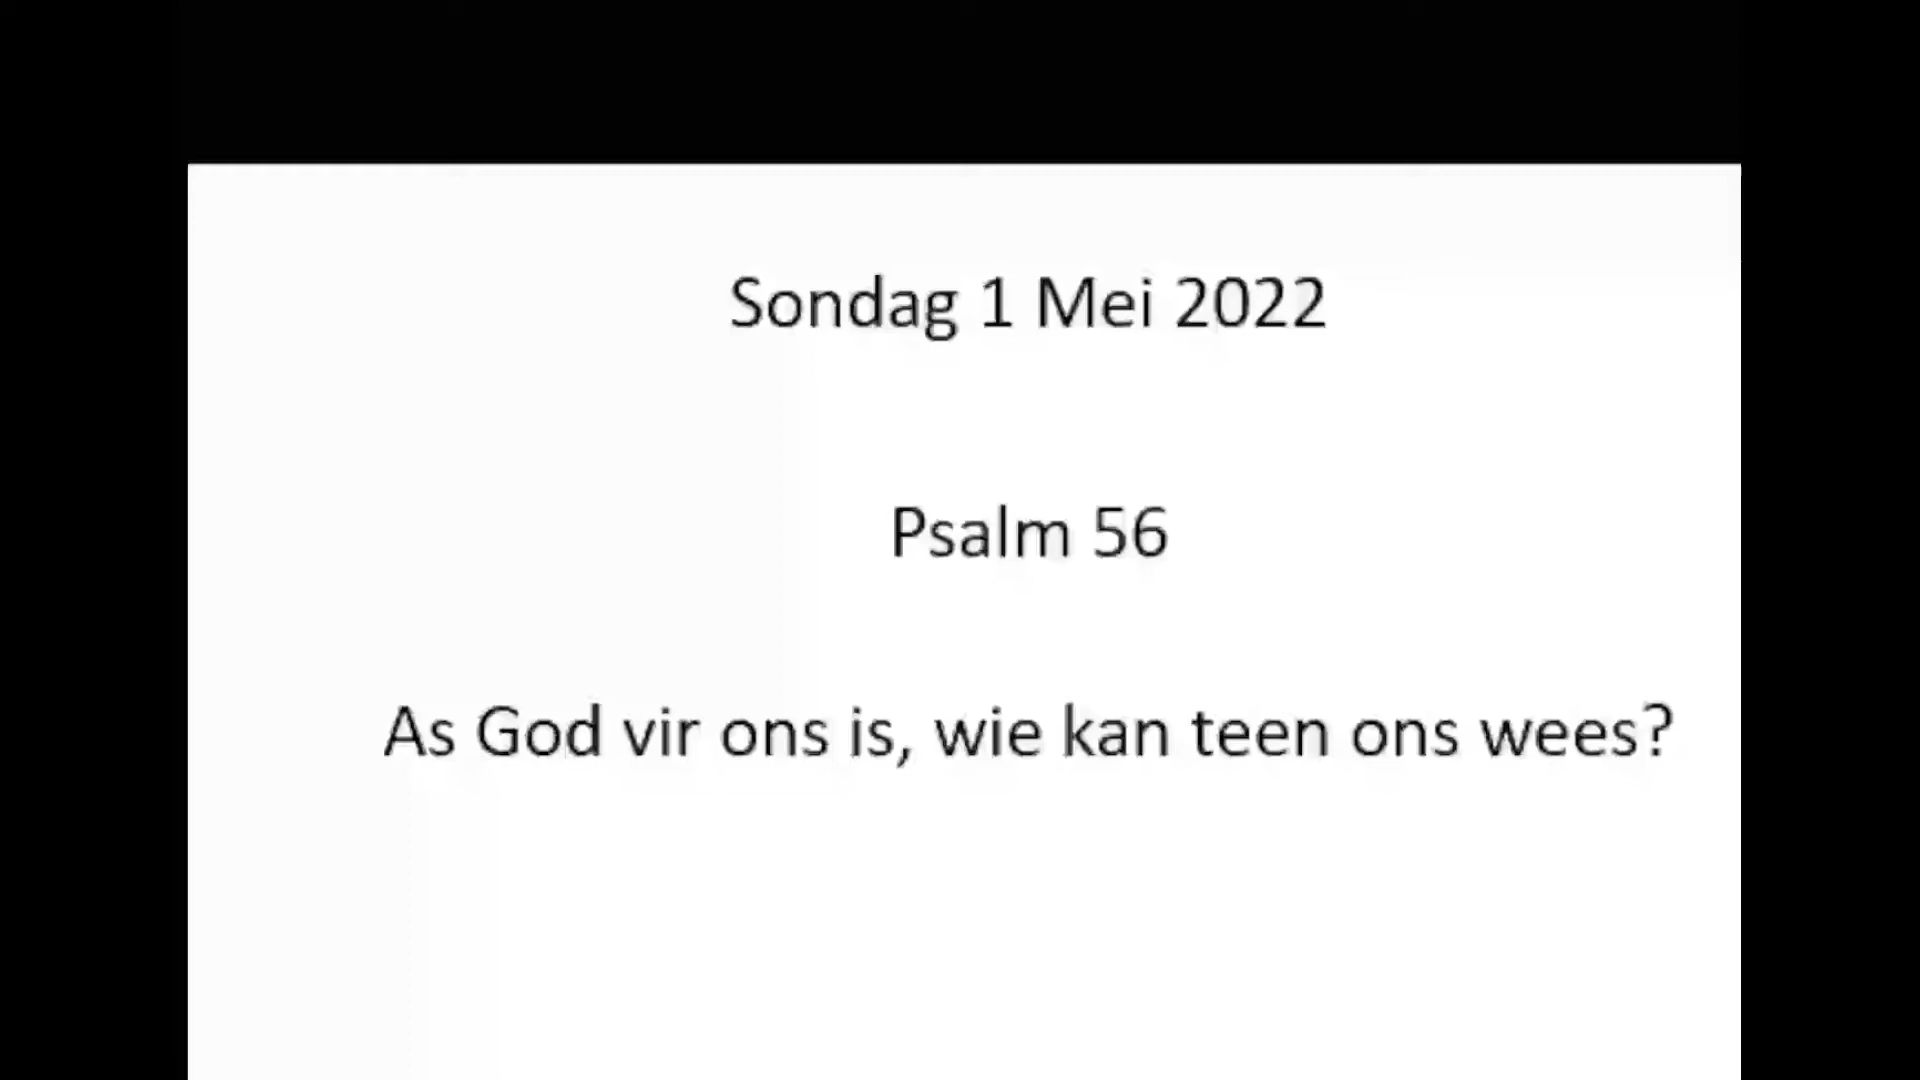 Sondag 1 Mei 2022
Psalm 56
As God vir ons is, wie kan teen ons wees?